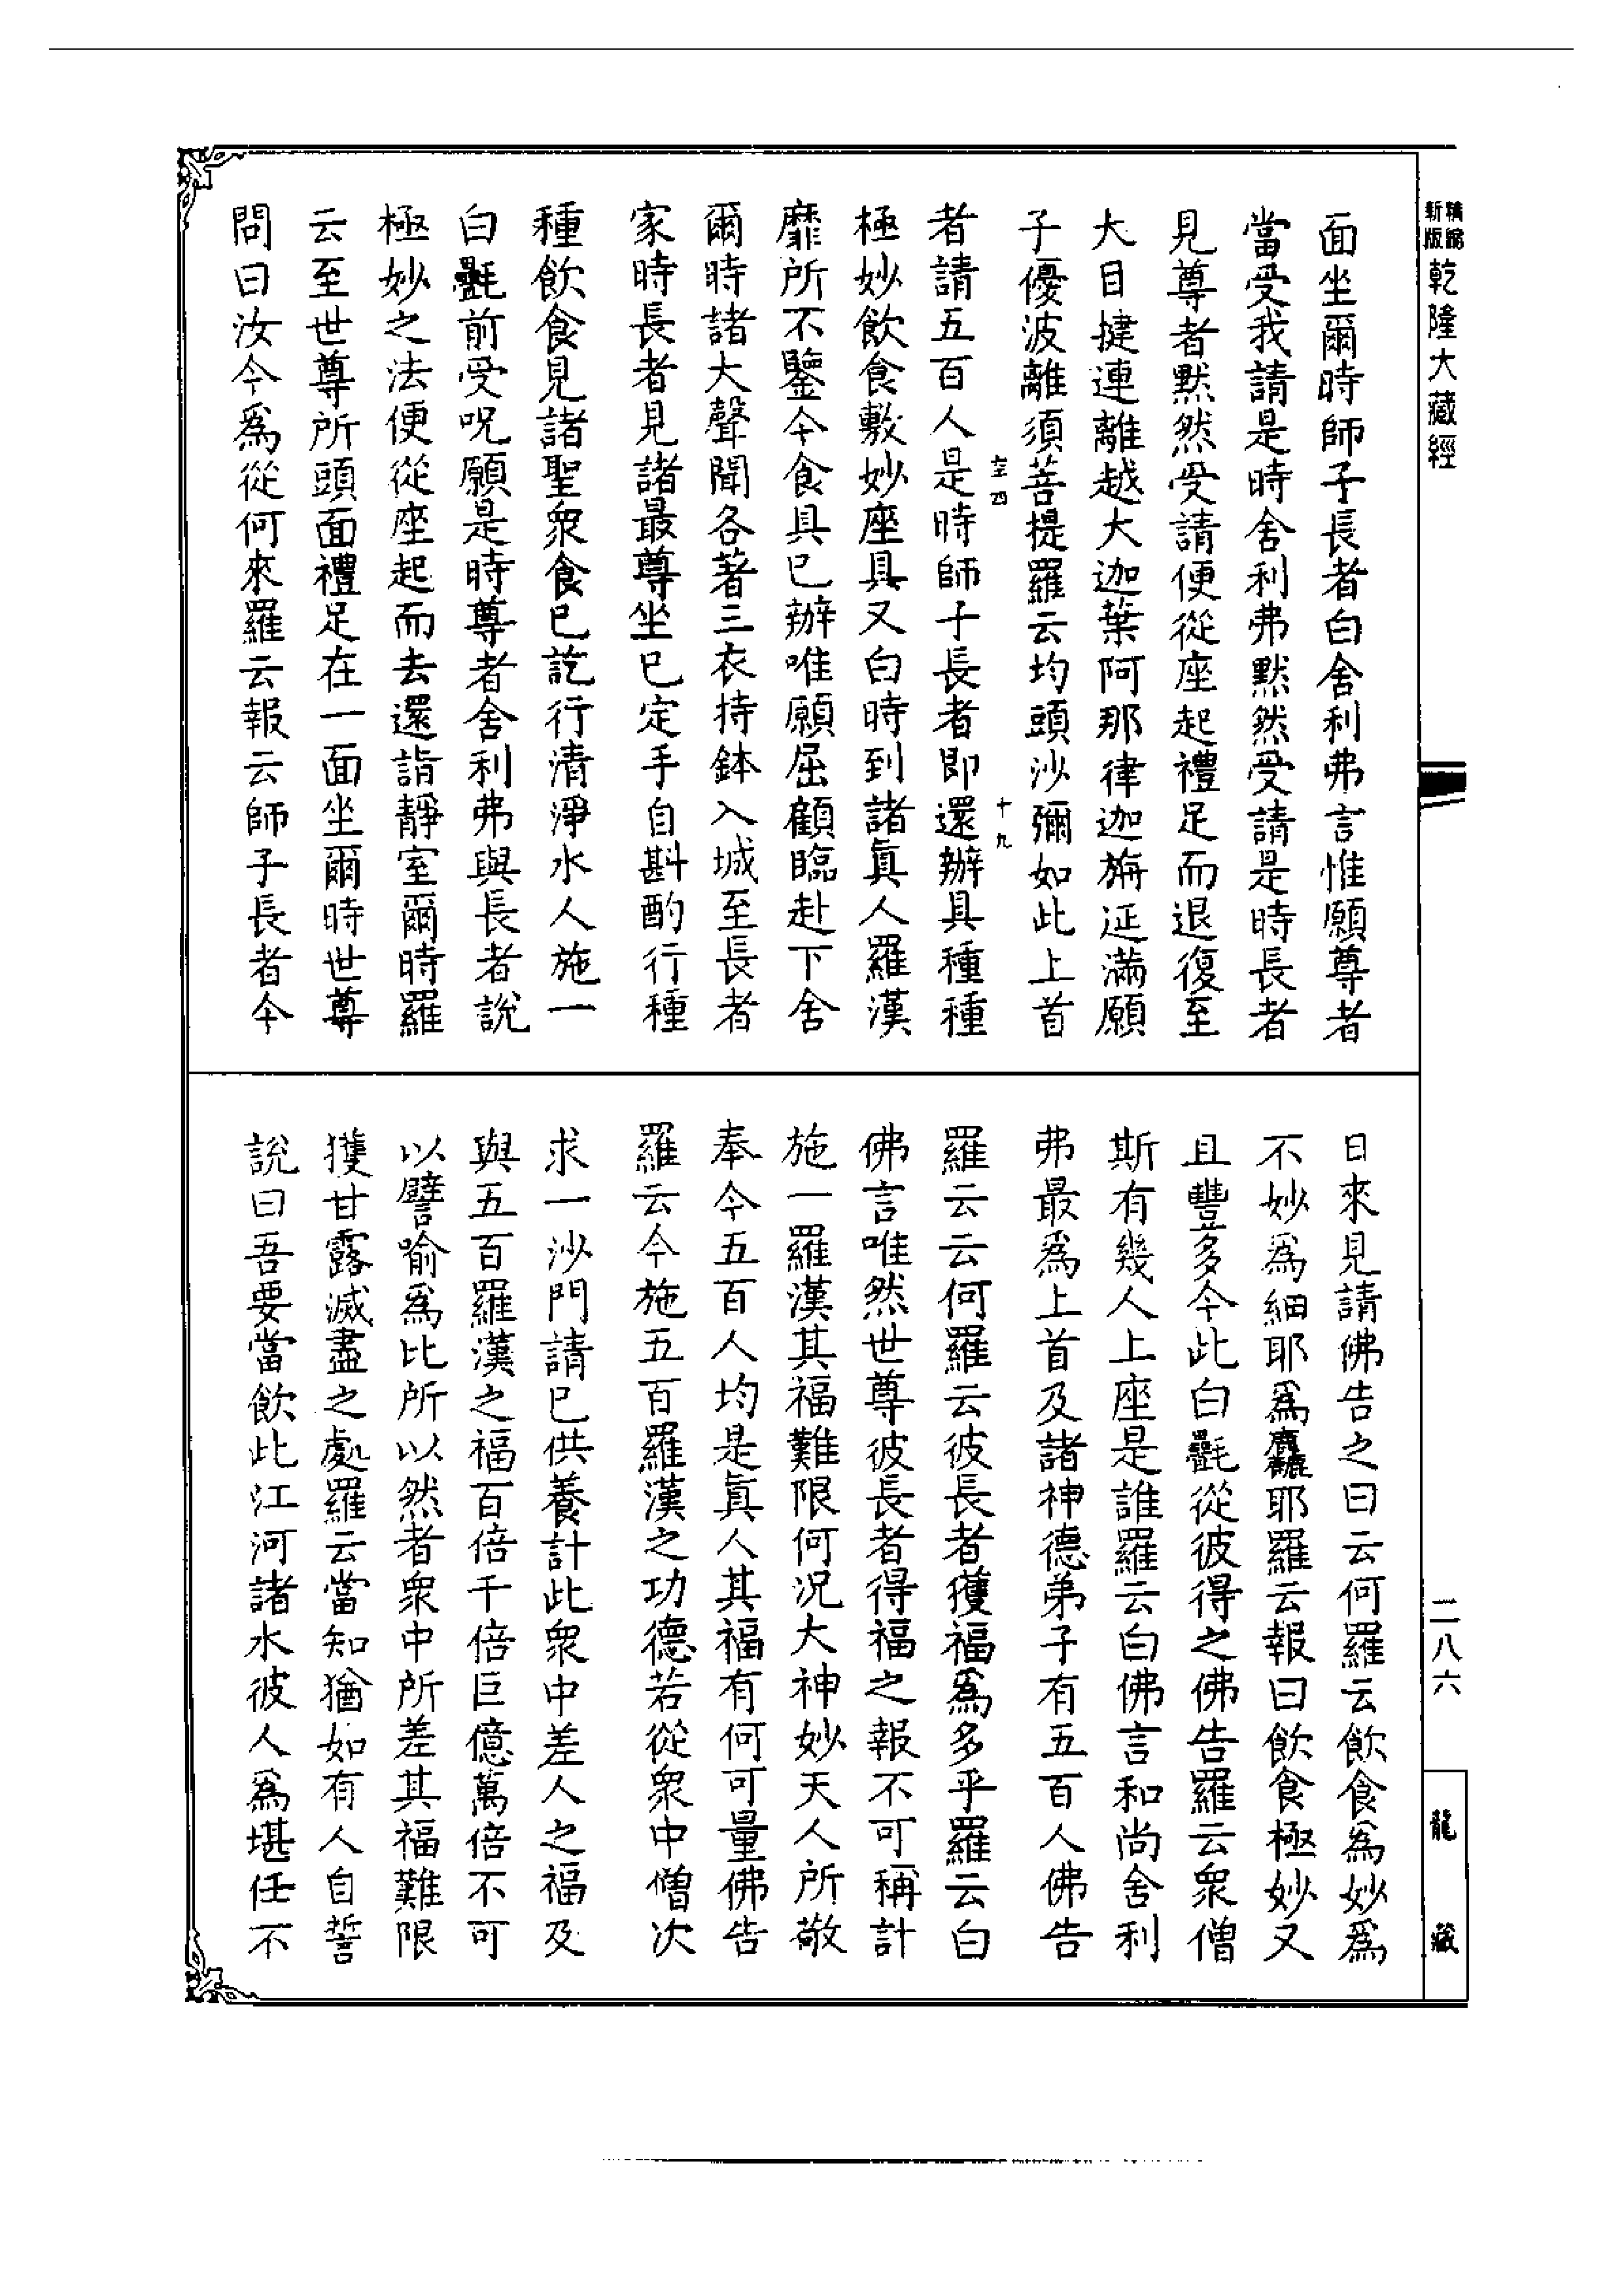 精縮
新版
乾隆大藏經
面坐爾時師子長者白舍利弗言惟願尊者
當受我請是時舍利弗默然受請是時長者
見尊者默然受請便從座起禮足而退復至
大目揵連離越大迦葉阿那律迦旃延滿願
子優波離須菩提羅云均頭沙彌如此上首
者請五百人是時師子長者即還辦具種種
極妙飲食敷妙座具又白時到諸眞人羅漢
靡所不鑒今食具已辦唯願屈顧臨赴下舍
爾時諸大聲聞各著三衣持鉢入城至長者
家時長者見諸最尊坐已定手自斟酌行種
種飲食見諸聖衆食已訖行清淨水人施一
白氎前受呪願是時尊者舍利弗與長者說
極妙之法便從座起而去還詣靜室爾時羅
云至世尊所頭面禮足在一面坐爾時世尊
問曰汝今爲從何來羅云報云師子長者今
十九
日來見請佛告之曰云何羅云飲食爲妙爲
不妙爲細耶爲麤耶羅云報曰飲食極妙又
且豐多今此白氎從彼得之佛告羅云衆僧
斯有幾人上座是誰羅云白佛言和尚舍利
弗最爲上首及諸神德弟子有五百人佛告
羅云云何羅云彼長者獲福爲多乎羅云白
佛言唯然世尊彼長者得福之報不可稱計
施一羅漢其福難限何況大神妙天人所敬
奉今五百人均是眞人其福有何可量佛告
羅云今施五百羅漢之功德若從衆中僧次
求一沙門請已供養計此衆中差人之福及
與五百羅漢之福百倍千倍巨億萬倍不可
以譬喻爲比所以然者衆中所差其福難限
獲甘露滅盡之處羅云當知猶如有人自誓
說曰吾要當飲此江河諸水彼人爲堪任不
二八六
龍藏